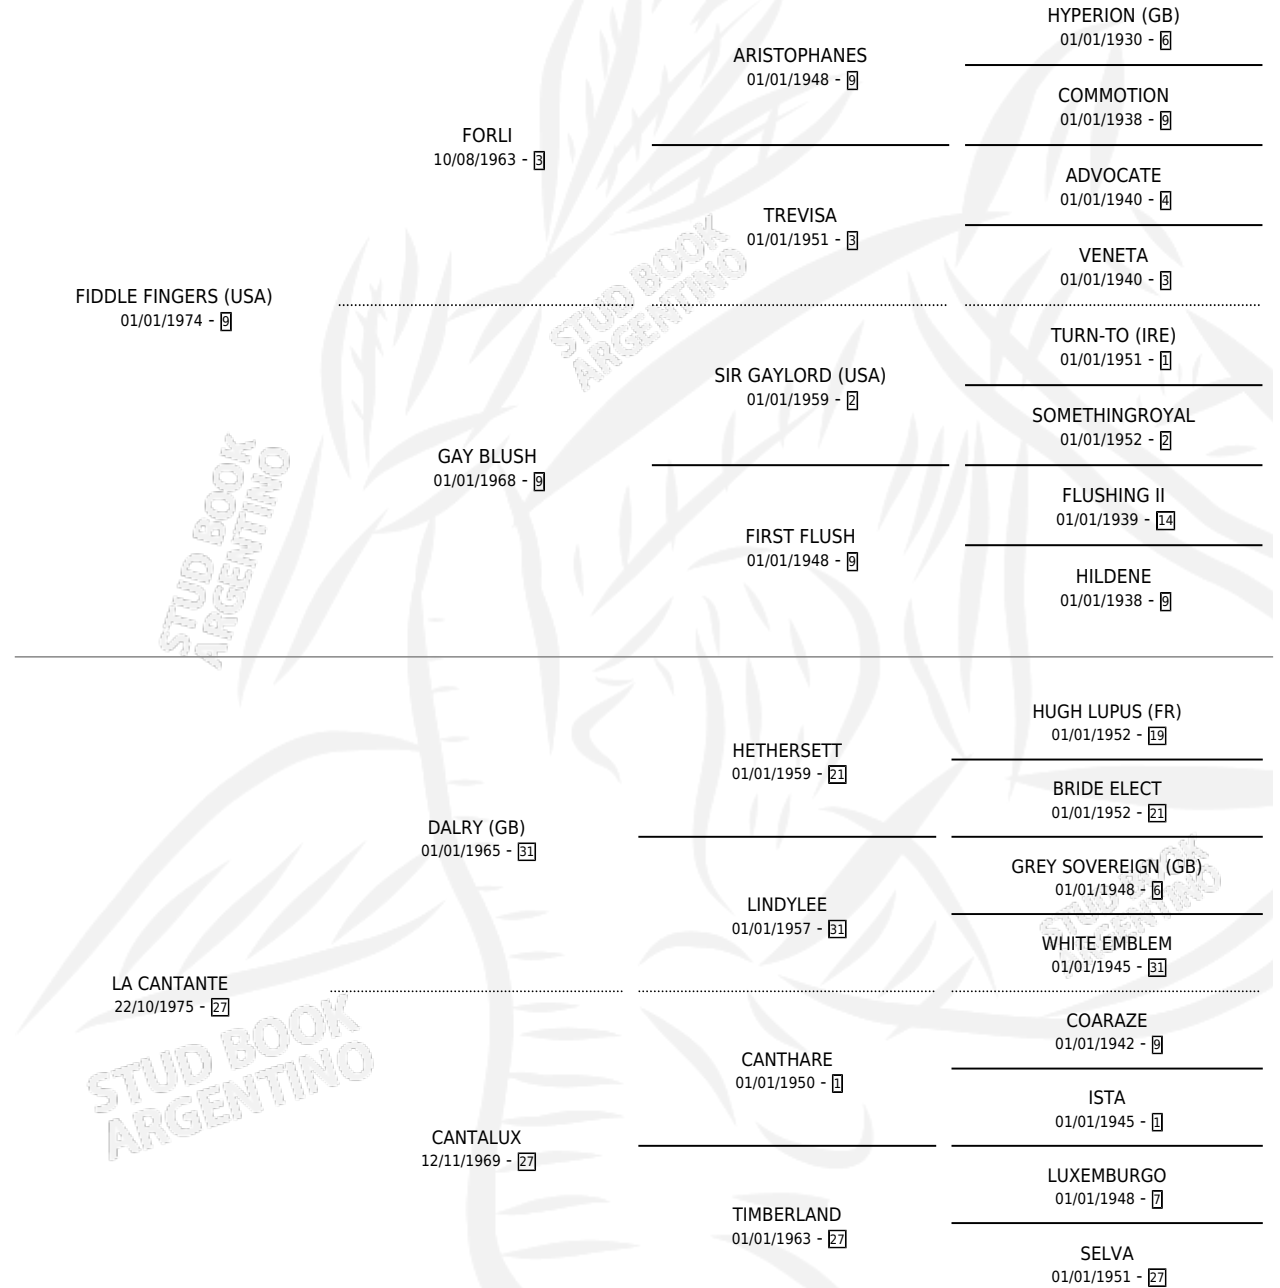 HYPERION (GB)
01/01/1930 - 6
ARISTOPHANES
01/01/1948 - 9
COMMOTION
01/01/1938 - 9
FORLI
10/08/1963 - 3
ADVOCATE
01/01/1940 - 4
TREVISA
01/01/1951 - 3
VENETA
01/01/1940 - 3
FIDDLE FINGERS (USA)
01/01/1974 - 9
TURN-TO (IRE)
01/01/1951 - 1
SIR GAYLORD (USA)
01/01/1959 - 2
SOMETHINGROYAL
01/01/1952 - 2
GAY BLUSH
01/01/1968 - 9
FLUSHING II
01/01/1939 - 14
FIRST FLUSH
01/01/1948 - 9
HILDENE
01/01/1938 - 9
STUD BOOK
ARGENTINO
STUD BOOK
ARGENTINO
HUGH LUPUS (FR)
01/01/1952 - 19
HETHERSETT
01/01/1959 - 21
BRIDE ELECT
01/01/1952 - 21
DALRY (GB)
01/01/1965 - 31
GREY SOVEREIGN (GB)
01/01/1948 - 6
LINDYLEE
01/01/1957 - 31
WHITE EMBLEM
01/01/1945 - 31
STUD BOOK
ARGENTINO
LA CANTANTE
22/10/1975 - 27
COARAZE
01/01/1942 - 9
CANTHARE
01/01/1950 - 1
ISTA
01/01/1945 - 1
CANTALUX
12/11/1969 - 27
LUXEMBURGO
01/01/1948 - 7
TIMBERLAND
01/01/1963 - 27
SELVA
01/01/1951 - 27
STUD BOOK
ARGENTINO